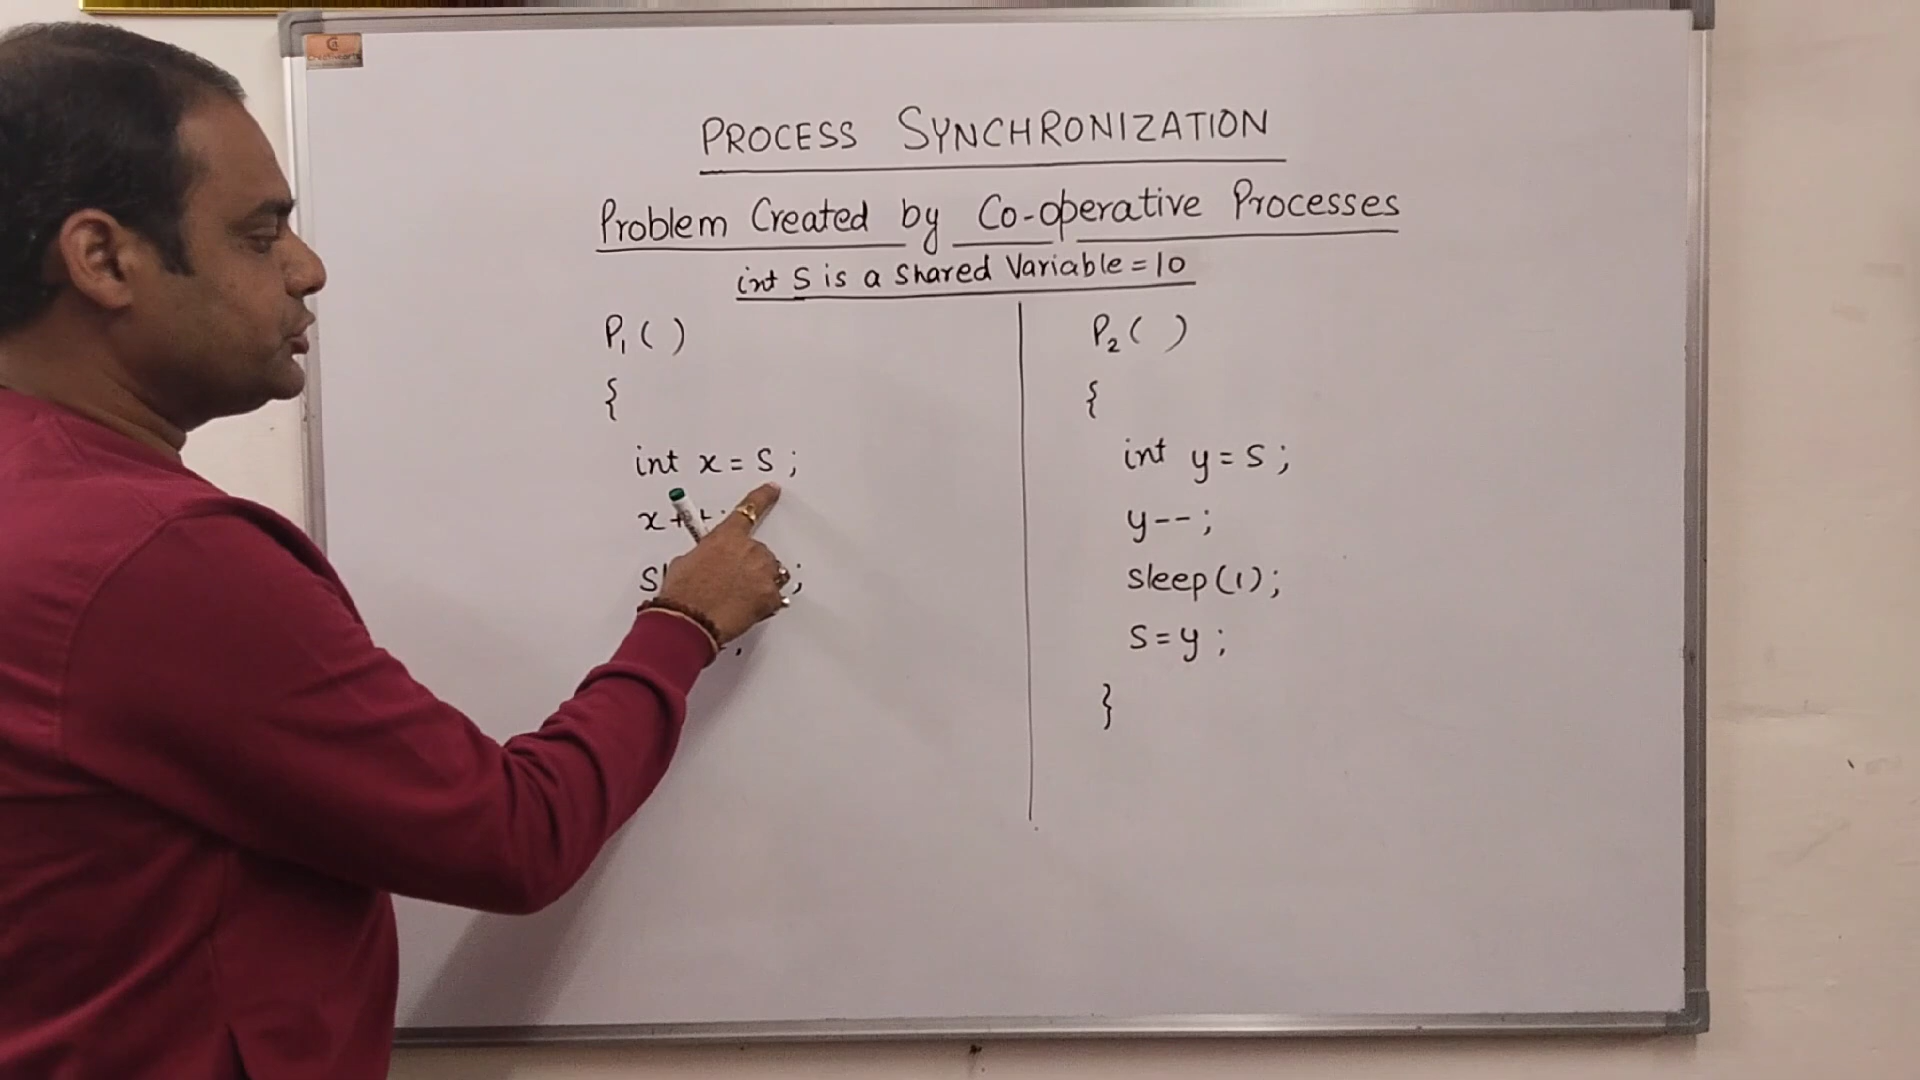 PROCESS SYNCHRONIZATION
Problem Created by Co-operative Processes
int S is a Shared Variable = 10
P1 ( )
{
int x = S ;
P2 ( )
{
int y = S ;
y-- ;
Sleep (1) ;
S = y ;
}